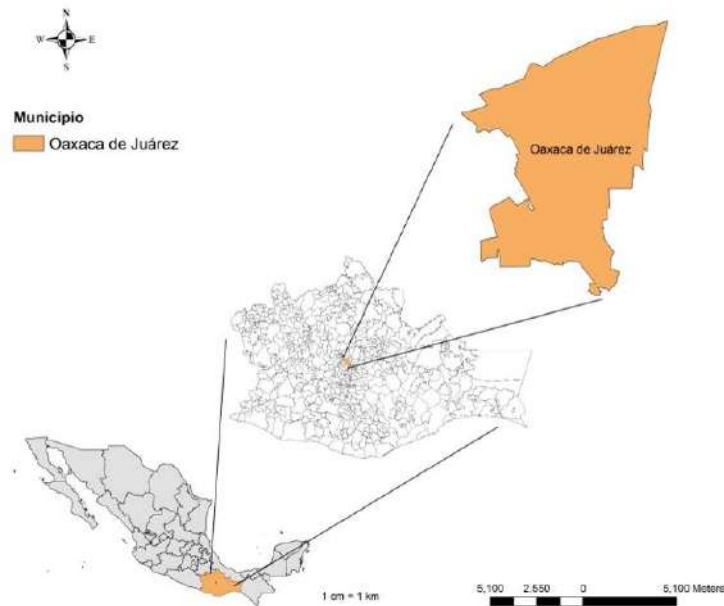 N
W E
S
Municipio
Oaxaca de Juárez
Oaxaca de Juárez
1 cm = 1 km
5,100 2,550 0 5,100 Meters